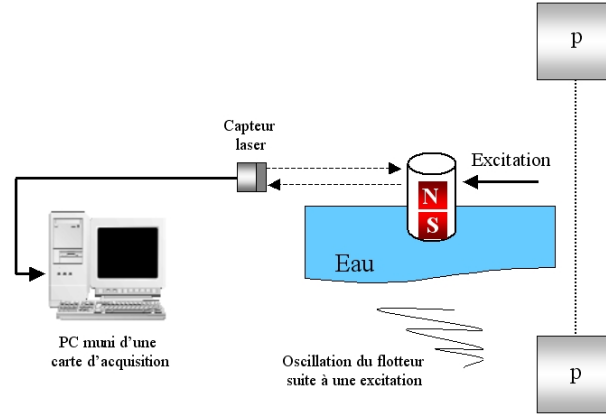 p
Capteur
laser
Excitation
N
S
Eau
PC muni d'une
carte d'acquisition
Oscillation du flotteur
suite à une excitation
p